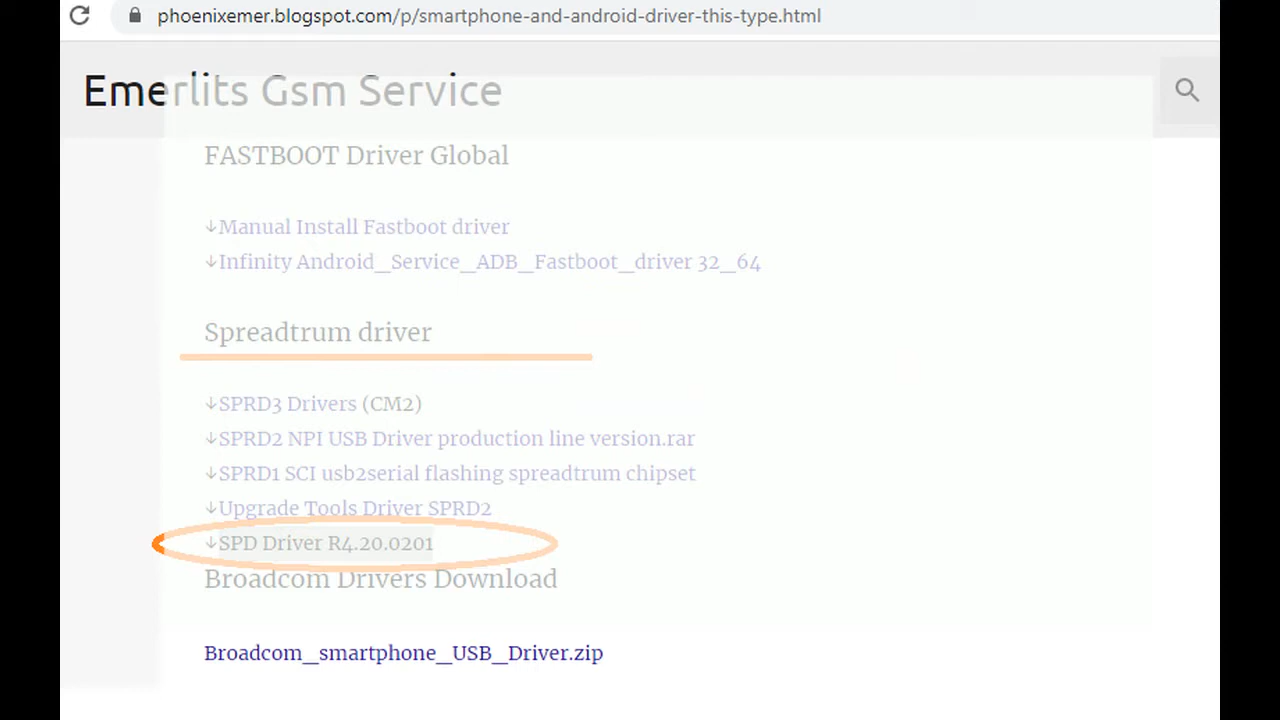 phoenixemer.blogspot.com/p/smartphone-and-android-driver-this-type.html
Emerlits Gsm Service
FASTBOOT Driver Global
↓Manual Install Fastboot driver
↓Infinity Android_Service_ADB_Fastboot_driver 32_64
Spreadtrum driver
↓SPRD3 Drivers (CM2)
↓SPRD2 NPI USB Driver production line version.rar
↓SPRD1 SCI usb2serial flashing spreadtrum chipset
↓Upgrade Tools Driver SPRD2
↓SPD Driver R4.20.0201
Broadcom Drivers Download
Broadcom_smartphone_USB_Driver.zip